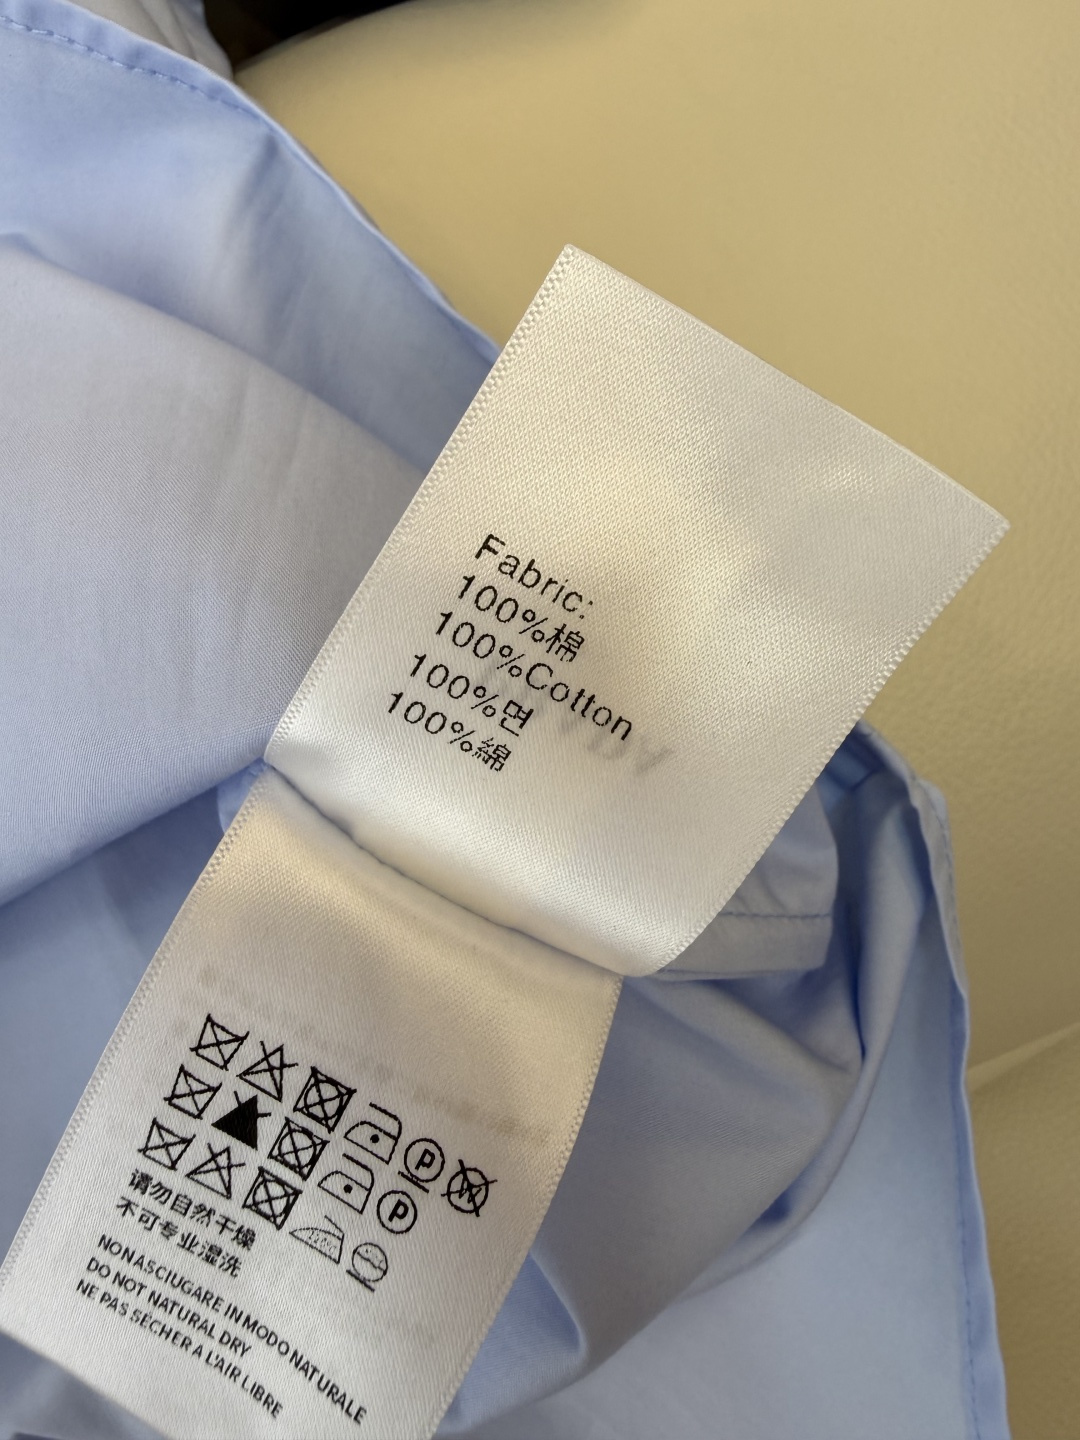 Fabric:
100%棉
100%Cotton
100%면
100%綿
P W
P
请勿自然干燥
不可专业湿洗
NON ASCIUGARE IN MODO NATURALE
DO NOT NATURAL DRY
NE PAS SÉCHER A L'AIR LIBRE